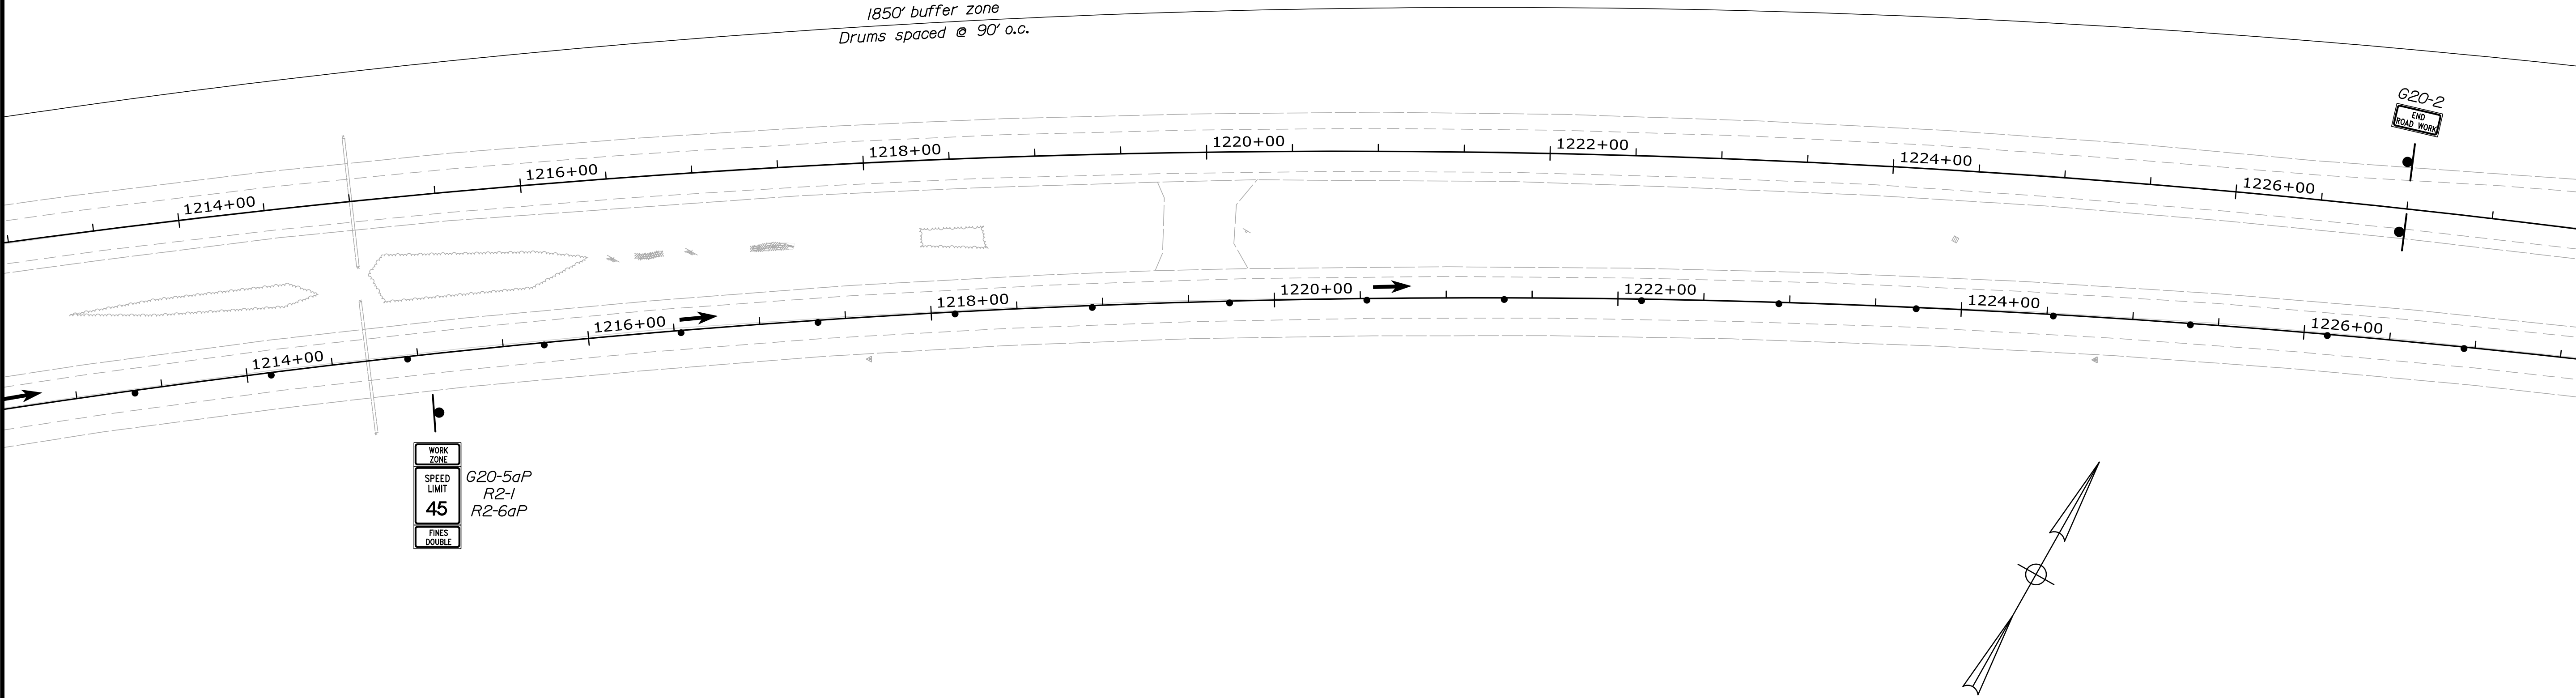 1850' buffer zone
Drums spaced @ 90' o.c.
G20-2
END
ROAD WORK
1214+00
1216+00
1218+00
1220+00
1222+00
1224+00
1226+00
1214+00
1216+00
1218+00
1220+00
1222+00
1224+00
1226+00
WORK
ZONE
SPEED
LIMIT
45
FINES
DOUBLE
G20-5aP
R2-1
R2-6aP